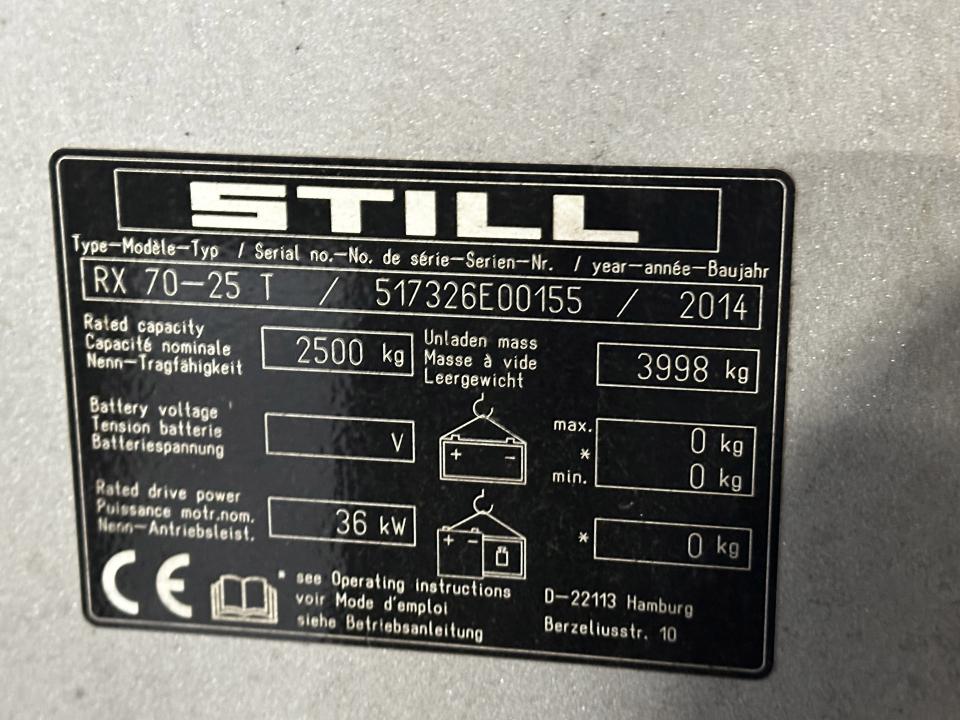 STILL
Type–Modèle–Typ / Serial no.–No. de série–Serien–Nr. / year–année–Baujahr
RX 70–25 T / 517326E00155 / 2014
Rated capacity
Capacité nominale
Nenn–Tragfähigkeit
2500 kg
Unladen mass
Masse à vide
Leergewicht
3998 kg
Battery voltage
Tension batterie
Batteriespannung
V
+ –
max.
*
min.
0 kg
0 kg
Rated drive power
Puissance motr.nom.
Nenn–Antriebsleist.
36 kW
+ –
*
0 kg
CE
* see Operating instructions
voir Mode d'emploi
siehe Betriebsanleitung
D–22113 Hamburg
Berzeliusstr. 10